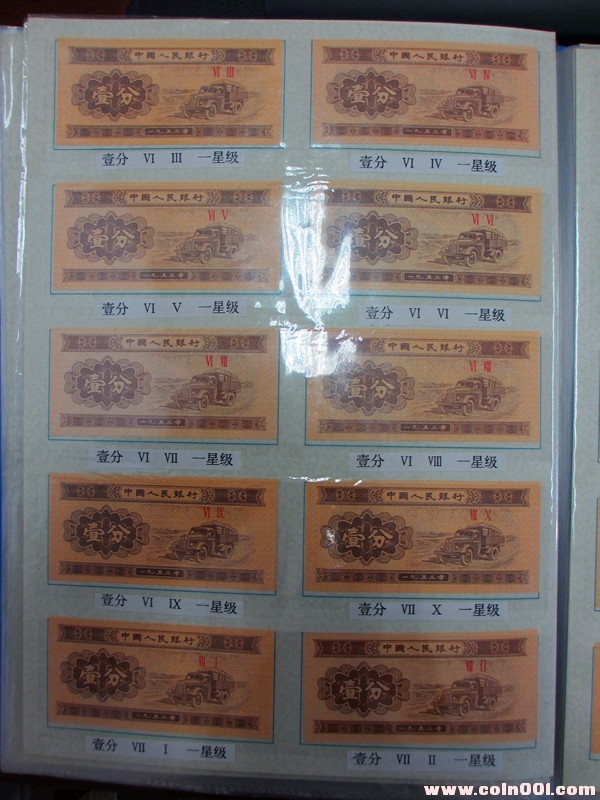 中國人民銀行
VI III
壹分
一九五三年
壹分 VI III 一星级
中國人民銀行
VI IV
壹分
一九五三年
壹分 VI IV 一星级
中國人民銀行
VI V
壹分
一九五三年
壹分 VI V 一星级
中國人民銀行
VI VI
壹分
一九五三年
壹分 VI VI 一星级
中國人民銀行
VI VII
壹分
一九五三年
壹分 VI VII 一星级
中國人民銀行
VI VIII
壹分
一九五三年
壹分 VI VIII 一星级
中國人民銀行
VI IX
壹分
一九五三年
壹分 VI IX 一星级
中國人民銀行
VII X
壹分
一九五三年
壹分 VII X 一星级
中國人民銀行
VII I
壹分
一九五三年
壹分 VII I 一星级
中國人民銀行
VII II
壹分
一九五三年
壹分 VII II 一星级
www.coin001.com